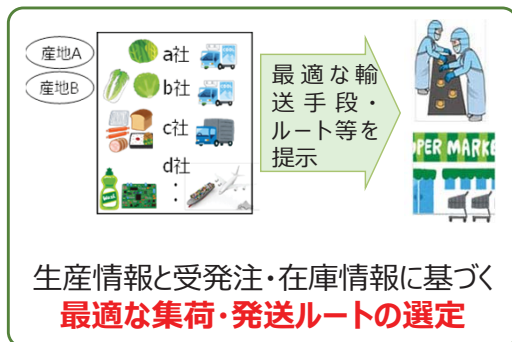 産地A
産地B
a社
b社
c社
d社
:
最適な輸
送手段・
ルート等を
提示
UPER MARKE
生産情報と受発注・在庫情報に基づく
最適な集荷・発送ルートの選定